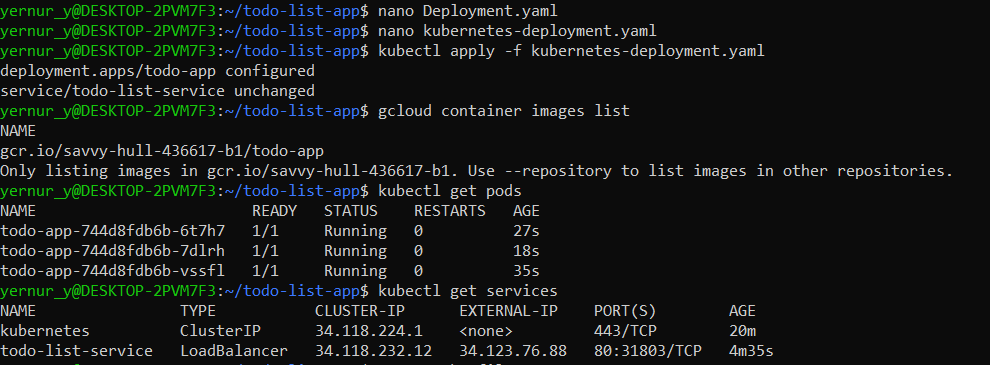 yernur_y@DESKTOP-2PVM7F3:~/todo-list-app$ nano Deployment.yaml
yernur_y@DESKTOP-2PVM7F3:~/todo-list-app$ nano kubernetes-deployment.yaml
yernur_y@DESKTOP-2PVM7F3:~/todo-list-app$ kubectl apply -f kubernetes-deployment.yaml
deployment.apps/todo-app configured
service/todo-list-service unchanged
yernur_y@DESKTOP-2PVM7F3:~/todo-list-app$ gcloud container images list
NAME
gcr.io/savvy-hull-436617-b1/todo-app
Only listing images in gcr.io/savvy-hull-436617-b1. Use --repository to list images in other repositories.
yernur_y@DESKTOP-2PVM7F3:~/todo-list-app$ kubectl get pods
NAME READY STATUS RESTARTS AGE
todo-app-744d8fdb6b-6t7h7 1/1 Running 0 27s
todo-app-744d8fdb6b-7dlrh 1/1 Running 0 18s
todo-app-744d8fdb6b-vssfl 1/1 Running 0 35s
yernur_y@DESKTOP-2PVM7F3:~/todo-list-app$ kubectl get services
NAME TYPE CLUSTER-IP EXTERNAL-IP PORT(S) AGE
kubernetes ClusterIP 34.118.224.1 <none> 443/TCP 20m
todo-list-service LoadBalancer 34.118.232.12 34.123.76.88 80:31803/TCP 4m35s